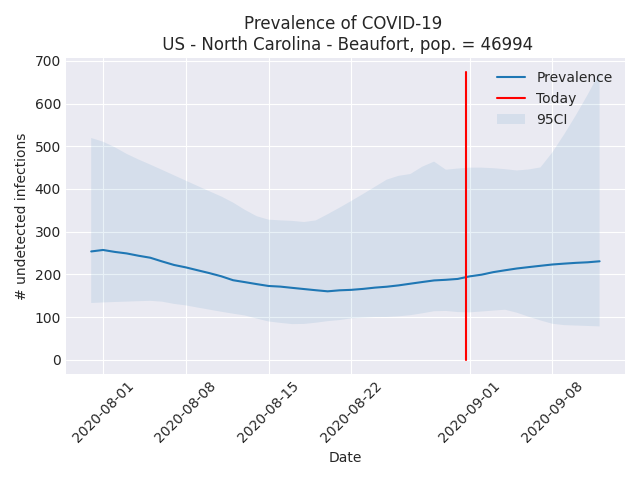 Prevalence of COVID-19
US - North Carolina - Beaufort, pop. = 46994
700
600
500
400
300
200
100
0
# undetected infections
Prevalence
Today
95CI
2020-08-01
2020-08-08
2020-08-15
2020-08-22
2020-09-01
2020-09-08
Date